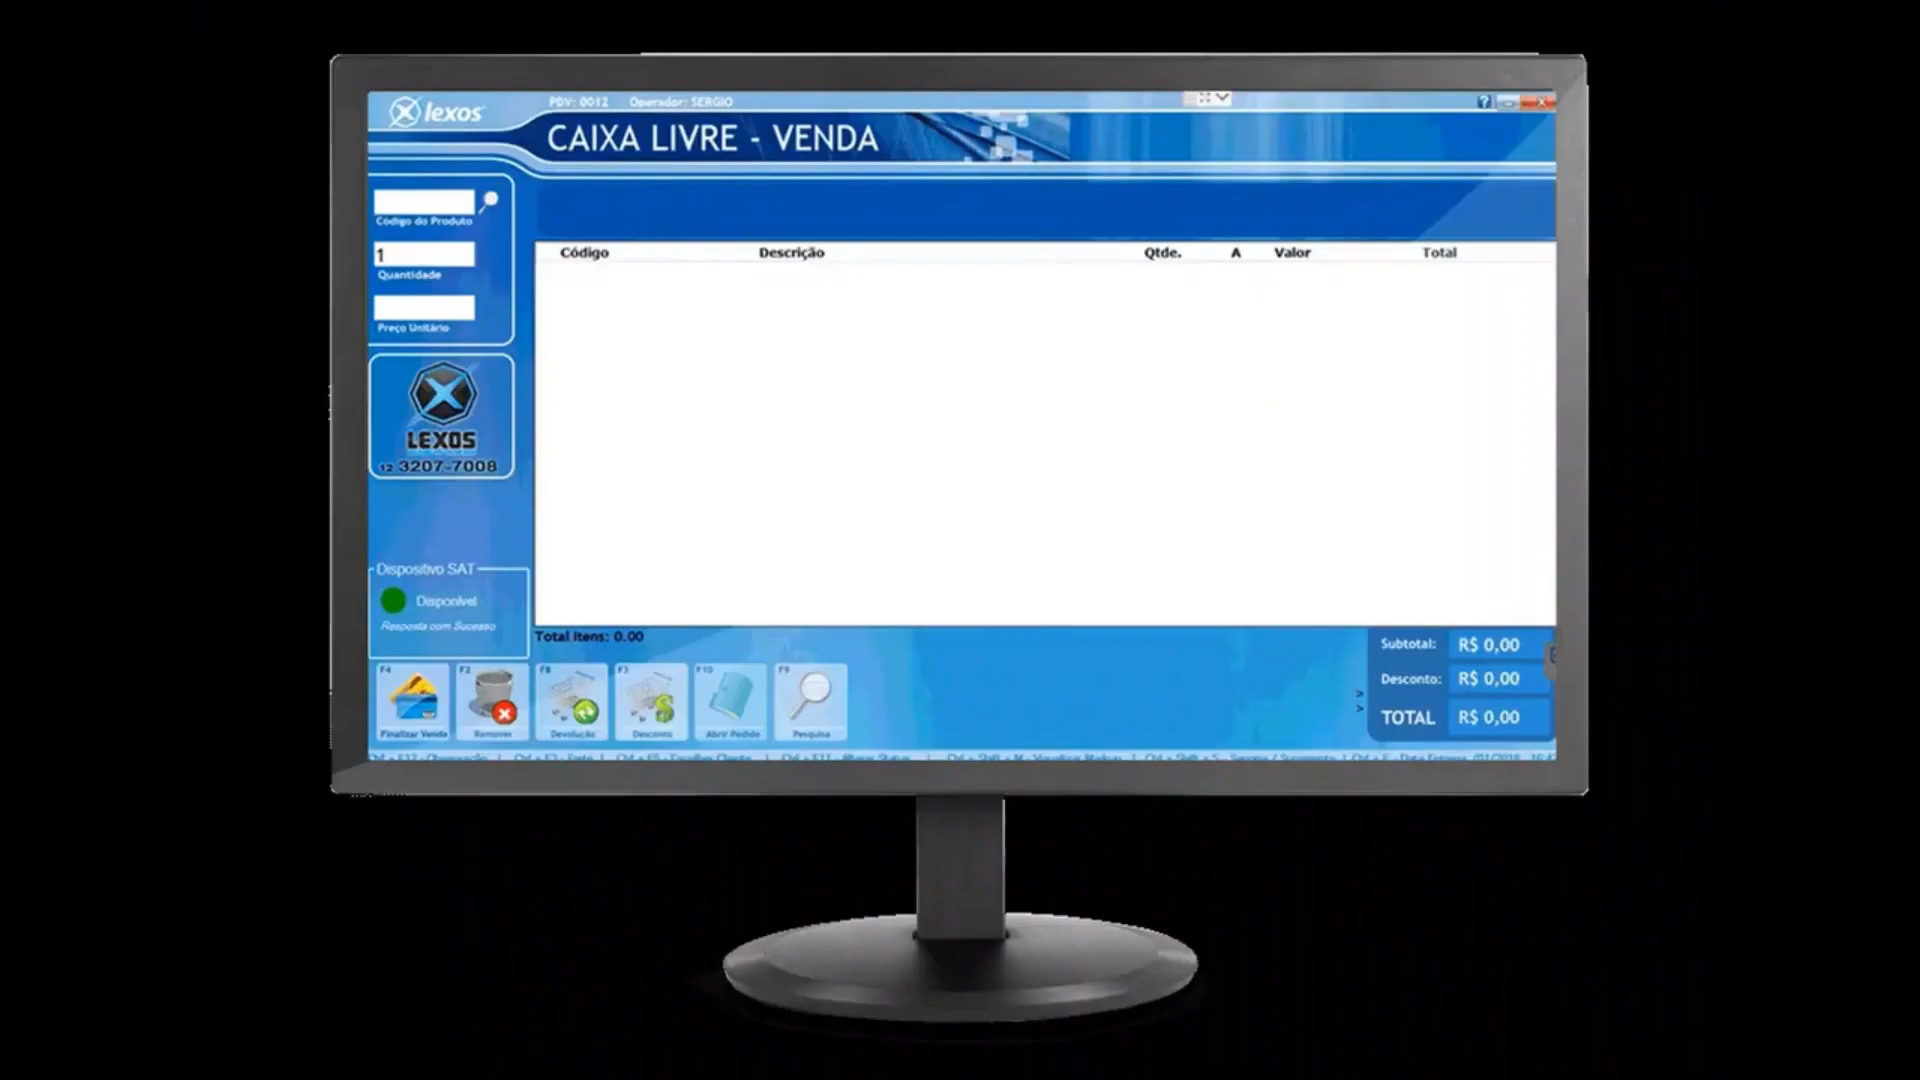 lexos
PDV: 0012 Operador: SERGIO
CAIXA LIVRE - VENDA
Código do Produto
1
Quantidade
Preço Unitário
LEXOS
12 3207-7008
Dispositivo SAT
Disponível
Resposta com Sucesso
Código Descrição Qtde. A Valor Total
Total Itens: 0.00
Subtotal: R$ 0,00
Desconto: R$ 0,00
TOTAL R$ 0,00
F4 F2 F8 F3 F10 F9
Finalizar Venda Remover Devolução Desconto Abrir Pedido Pesquisa